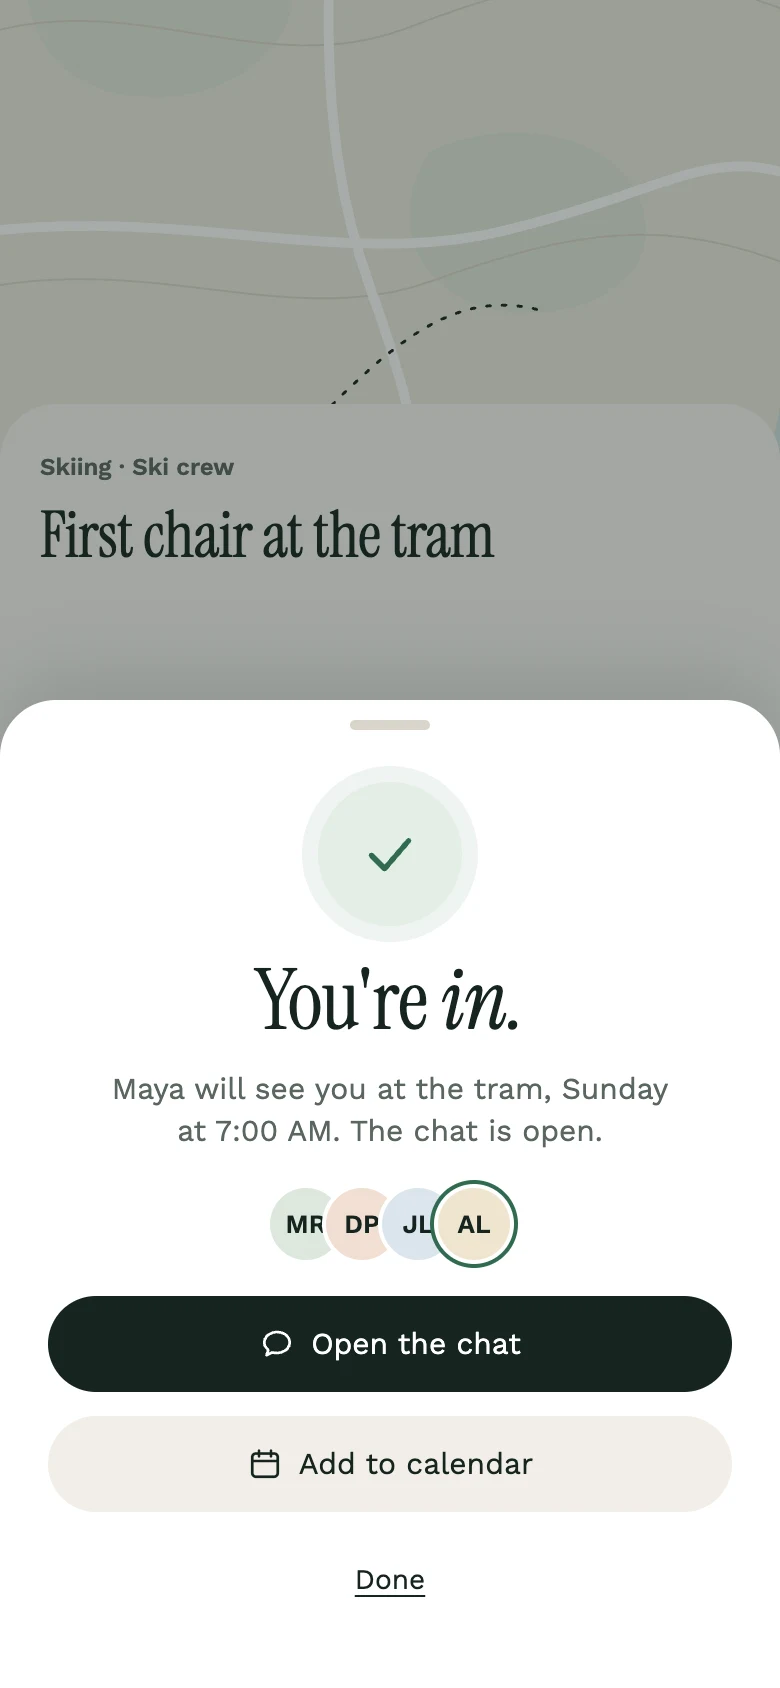 Skiing · Ski crew
First chair at the tram
You're in.
Maya will see you at the tram, Sunday
at 7:00 AM. The chat is open.
MR DP JL AL
Open the chat
Add to calendar
Done